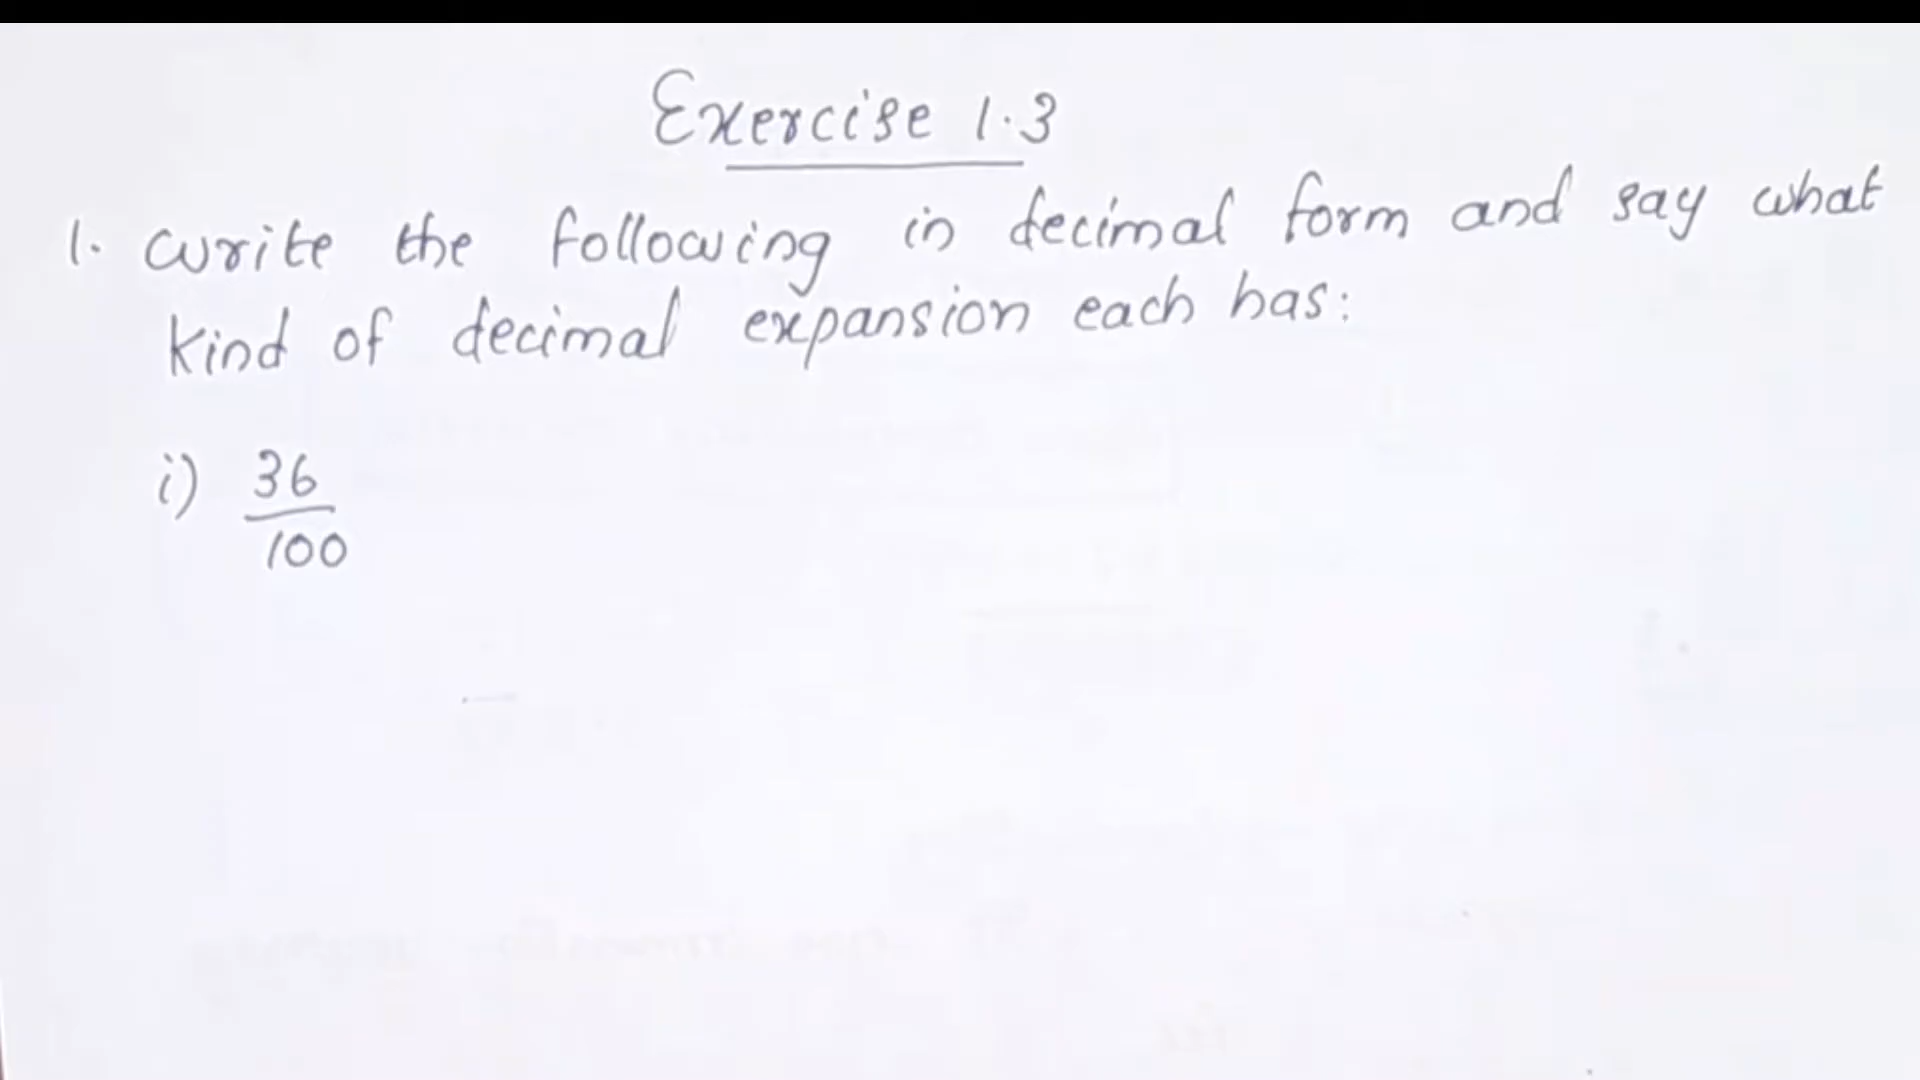 Exercise 1.3
1. Write the following in decimal form and say what
kind of decimal expansion each has:
i) 36
100